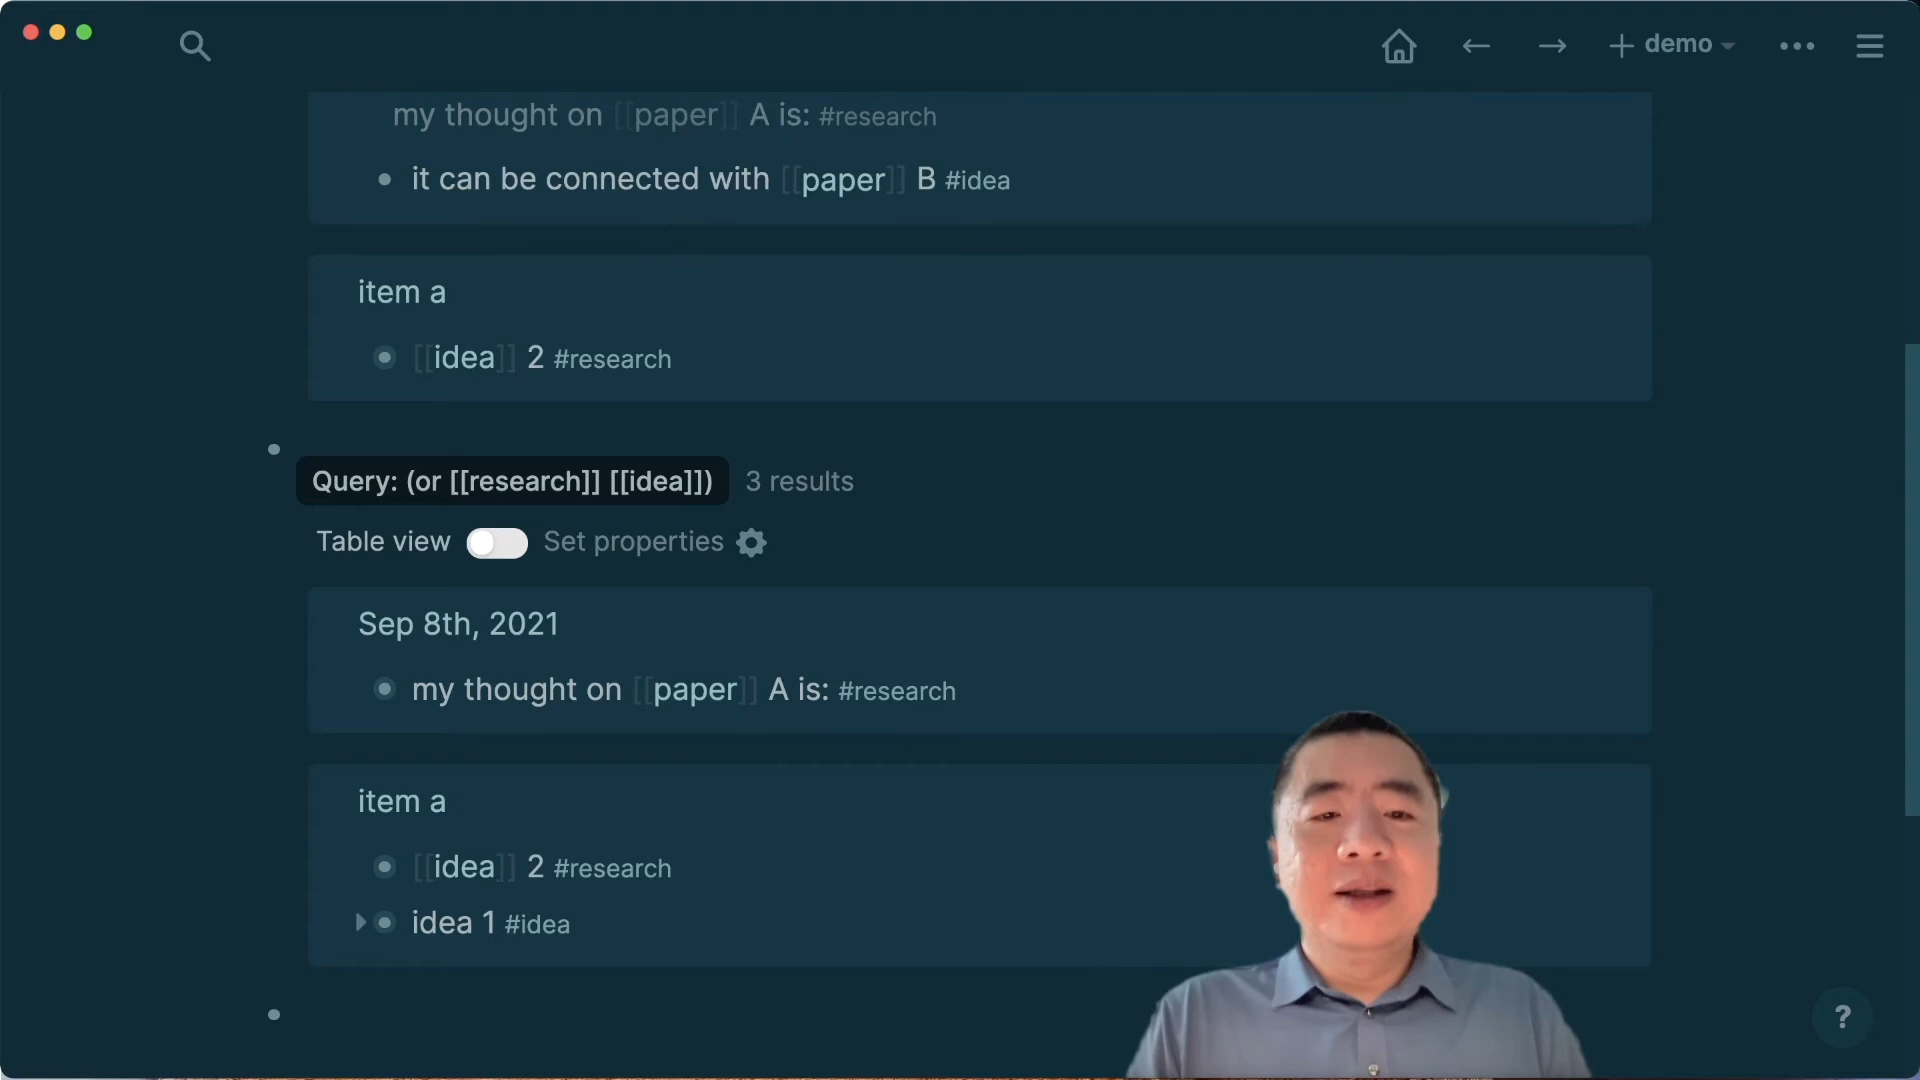 demo
my thought on [[paper]] A is: #research
it can be connected with [[paper]] B #idea
item a
[[idea]] 2 #research
Query: (or [[research]] [[idea]]) 3 results
Table view Set properties
Sep 8th, 2021
my thought on [[paper]] A is: #research
item a
[[idea]] 2 #research
idea 1 #idea
?